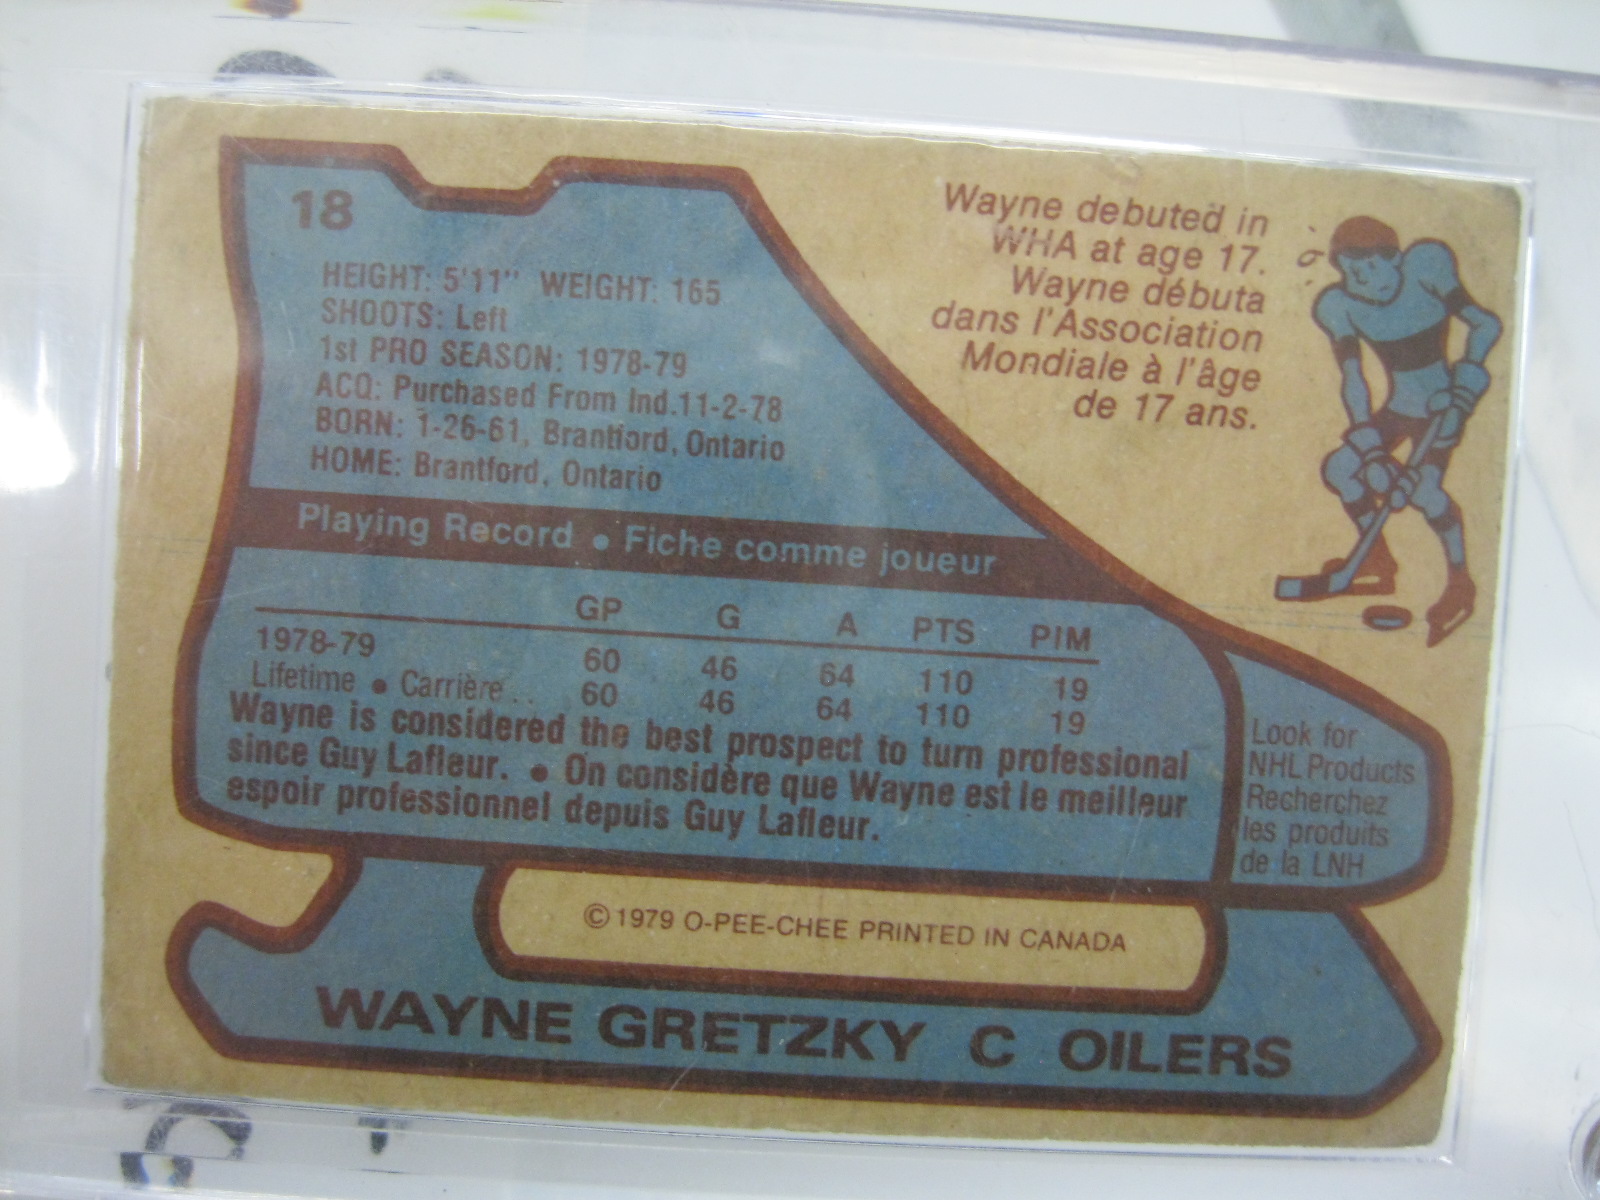 18
HEIGHT: 5'11" WEIGHT: 165
SHOOTS: Left
1st PRO SEASON: 1978-79
ACQ: Purchased From Ind.11-2-78
BORN: 1-26-61, Brantford, Ontario
HOME: Brantford, Ontario
Wayne debuted in
WHA at age 17.
Wayne débuta
dans l'Association
Mondiale à l'âge
de 17 ans.
Playing Record • Fiche comme joueur
GP G A PTS PIM
1978-79 60 46 64 110 19
Lifetime • Carrière .. 60 46 64 110 19
Wayne is considered the best prospect to turn professional
since Guy Lafleur. • On considère que Wayne est le meilleur
espoir professionnel depuis Guy Lafleur.
Look for
NHL Products
Recherchez
les produits
de la LNH
© 1979 O-PEE-CHEE PRINTED IN CANADA
WAYNE GRETZKY C OILERS